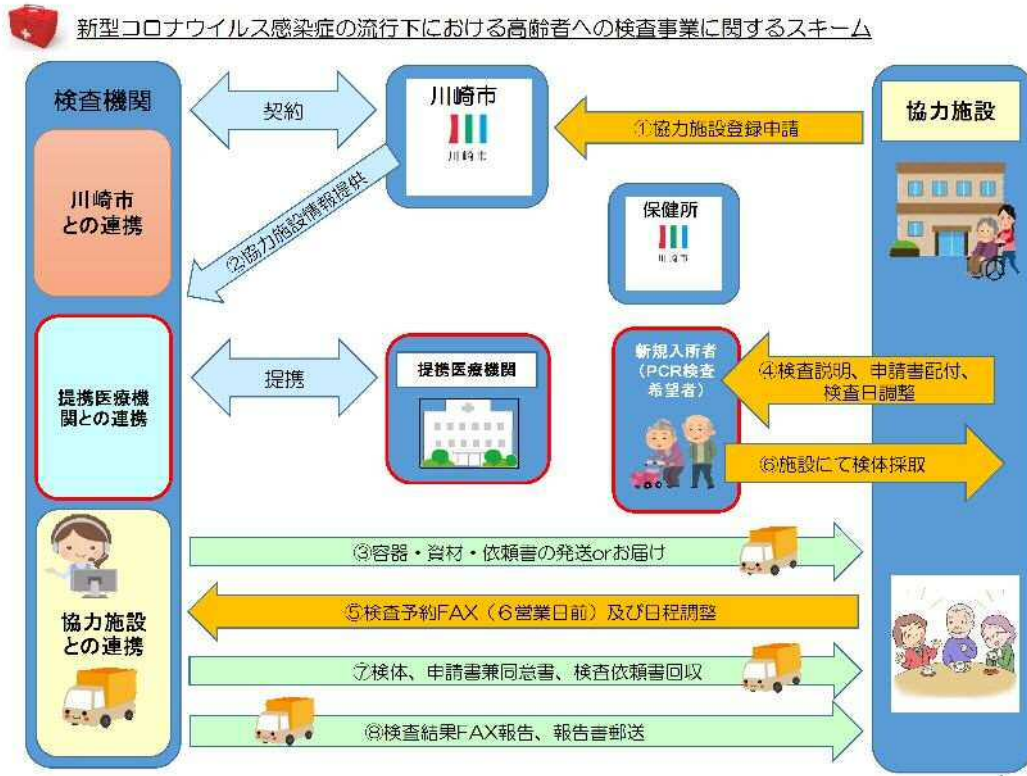 新型コロナウイルス感染症の流行下における高齢者への検査事業に関するスキーム
検査機関
川崎市
との連携
提携医療機
関との連携
協力施設
との連携
契約
川崎市
川崎市
①協力施設登録申請
協力施設
②協力施設情報提供
保健所
川崎市
提携
提携医療機関
新規入所者
(PCR検査
希望者)
④検査説明、申請書配付、
検査日調整
⑥施設にて検体採取
③容器・資材・依頼書の発送orお届け
⑤検査予約FAX(6営業日前)及び日程調整
⑦検体、申請書兼同意書、検査依頼書回収
⑧検査結果FAX報告、報告書郵送